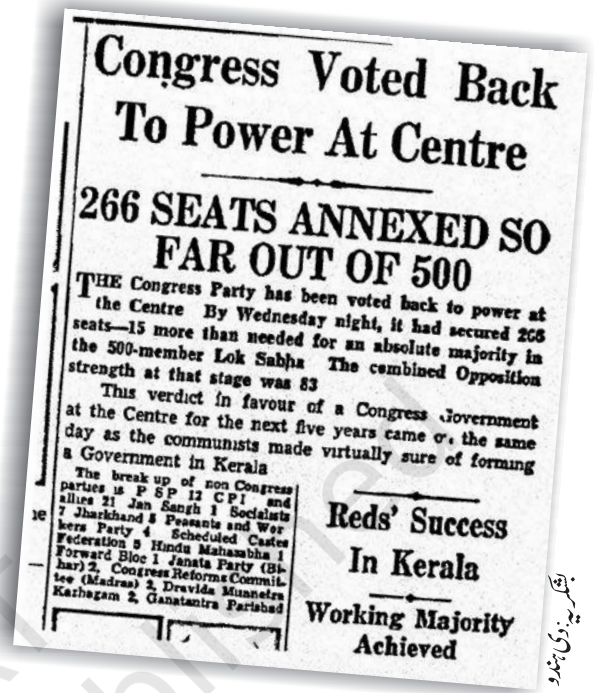 Congress Voted Back
To Power At Centre
266 SEATS ANNEXED SO
FAR OUT OF 500
THE Congress Party has been voted back to power at
the Centre By Wednesday night, it had secured 266
seats—15 more than needed for an absolute majority in
the 500-member Lok Sabha The combined Opposition
strength at that stage was 83
This verdict in favour of a Congress Government
at the Centre for the next five years came on the same
day as the communists made virtually sure of forming
a Government in Kerala
The break up of non Congress
parties is P S P 12 C P I and
allies 21 Jan Sangh 1 Socialists
7 Jharkhand 5 Peasants and Wor-
kers Party 4 Scheduled Castes
Federation 5 Hindu Mahasabha 1
Forward Bloc 1 Janata Party (Bi-
har) 2, Congress Reforms Commit-
tee (Madras) 2, Dravida Munnetra
Kazhagam 2, Ganatantra Parishad
Reds' Success
In Kerala
Working Majority
Achieved
بشکریہ: دی ہندو